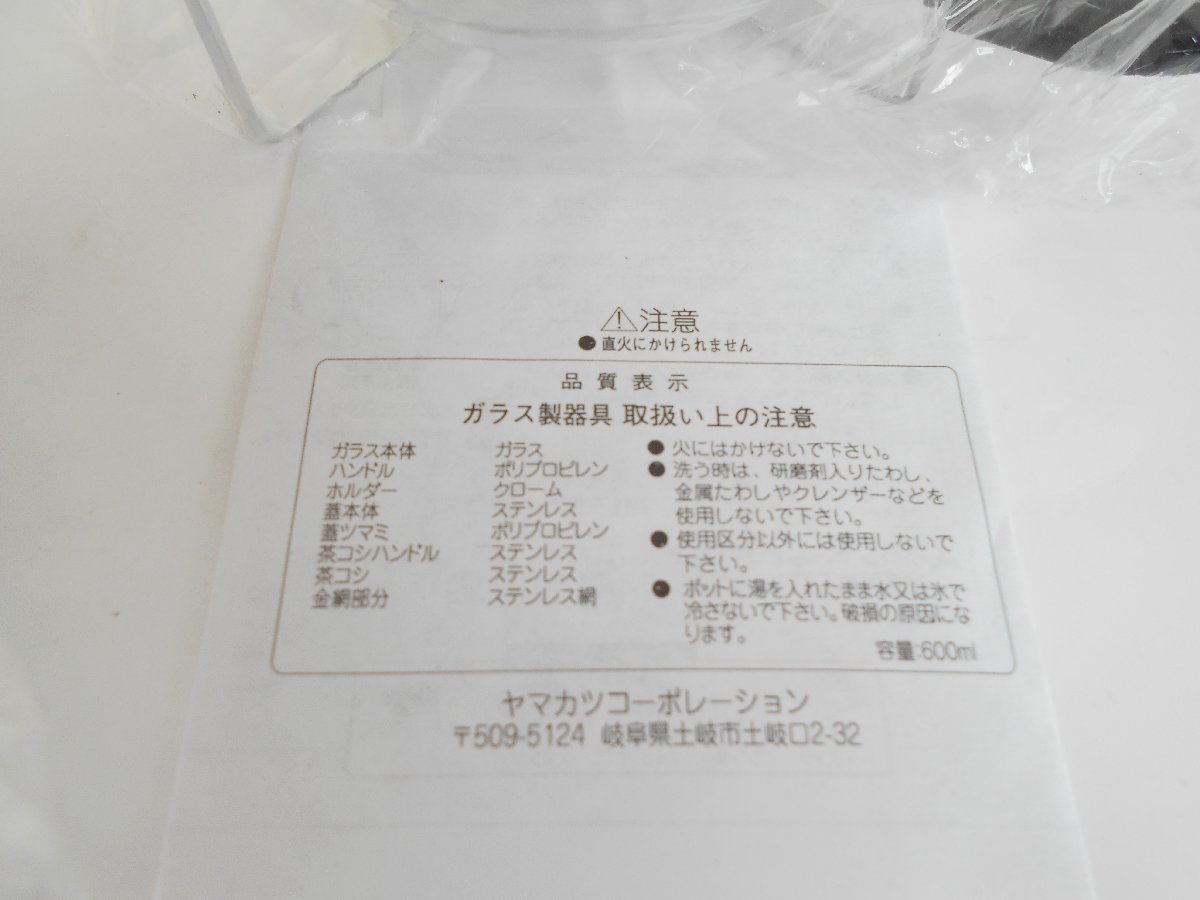 ⚠注意
●直火にかけられません
品質表示
ガラス製器具 取扱い上の注意
ガラス本体 ガラス
ハンドル ポリプロピレン
ホルダー クローム
蓋本体 ステンレス
蓋ツマミ ポリプロピレン
茶コシハンドル ステンレス
茶コシ ステンレス
金網部分 ステンレス網
●火にはかけないで下さい。
●洗う時は、研磨剤入りたわし、
金属たわしやクレンザーなどを
使用しないで下さい。
●使用区分以外には使用しないで
下さい。
●ポットに湯を入れたまま水又は氷で
冷さないで下さい。破損の原因にな
ります。
容量:600ml
ヤマカツコーポレーション
〒509-5124 岐阜県土岐市土岐口2-32